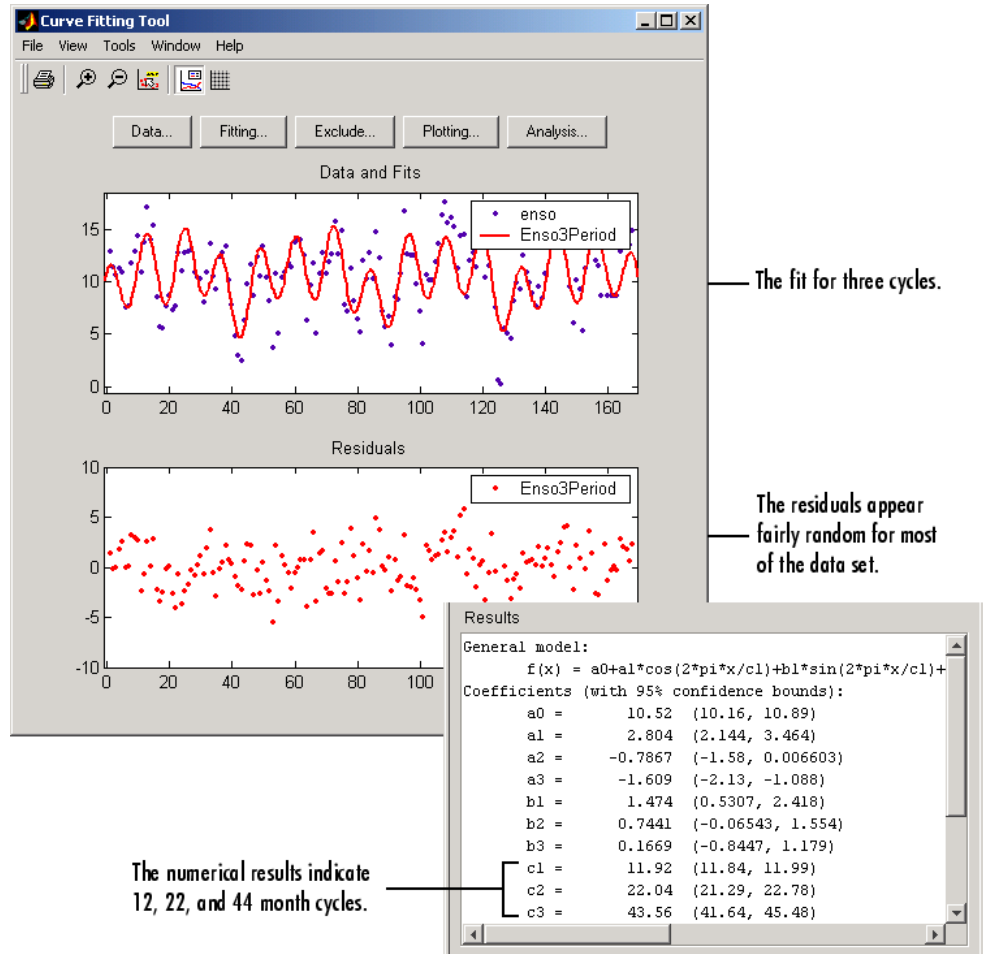 Curve Fitting Tool
File View Tools Window Help
Data... Fitting... Exclude... Plotting... Analysis...
Data and Fits
enso
Enso3Period
15
10
5
0
0 20 40 60 80 100 120 140 160
The fit for three cycles.
Residuals
Enso3Period
10
5
0
-5
-10
0 20 40 60 80 100
The residuals appear
fairly random for most
of the data set.
Results
General model:
f(x) = a0+a1*cos(2*pi*x/c1)+b1*sin(2*pi*x/c1)+
Coefficients (with 95% confidence bounds):
a0 = 10.52 (10.16, 10.89)
a1 = 2.804 (2.144, 3.464)
a2 = -0.7867 (-1.58, 0.006603)
a3 = -1.609 (-2.13, -1.088)
b1 = 1.474 (0.5307, 2.418)
b2 = 0.7441 (-0.06543, 1.554)
b3 = 0.1669 (-0.8447, 1.179)
c1 = 11.92 (11.84, 11.99)
c2 = 22.04 (21.29, 22.78)
c3 = 43.56 (41.64, 45.48)
The numerical results indicate
12, 22, and 44 month cycles.